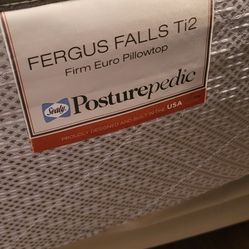 FERGUS FALLS Ti2
Firm Euro Pillowtop
Sealy Posturepedic
PROUDLY DESIGNED AND BUILT IN THE USA